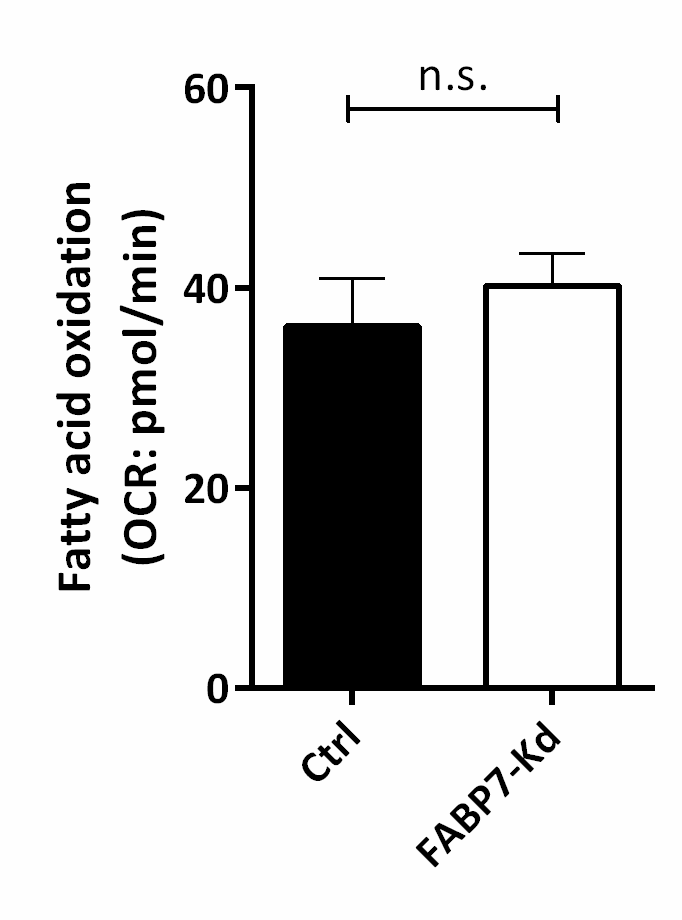 n.s.
60
40
20
0
Fatty acid oxidation
(OCR: pmol/min)
Ctrl
FABP7-Kd